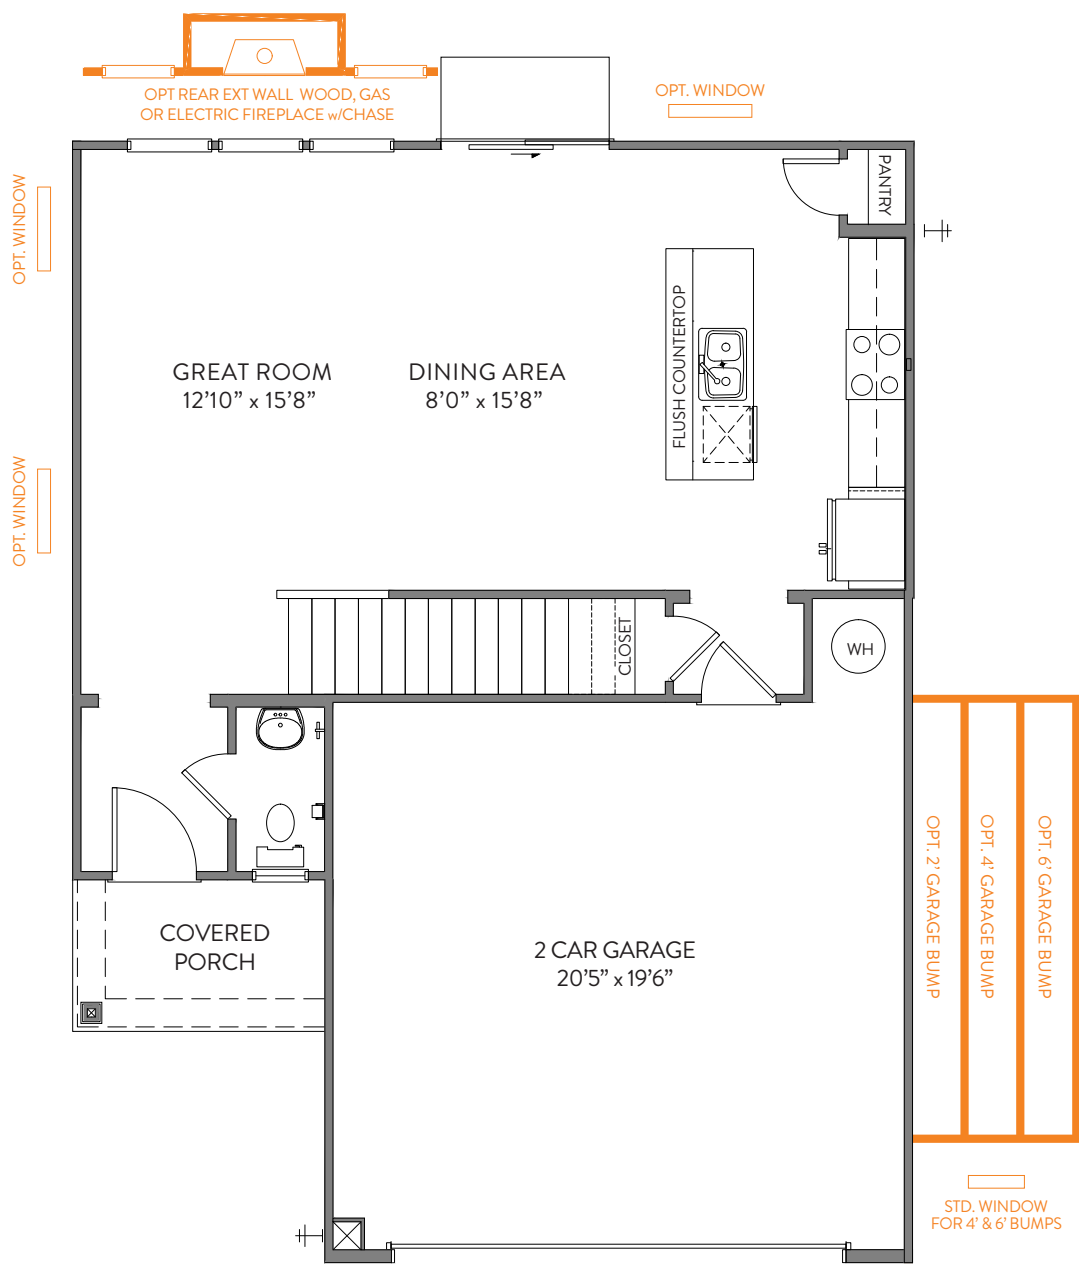 OPT REAR EXT WALL WOOD, GAS
OR ELECTRIC FIREPLACE w/CHASE
OPT. WINDOW
OPT. WINDOW
PANTRY
FLUSH COUNTERTOP
GREAT ROOM
12'10” x 15'8”
DINING AREA
8'0” x 15'8”
OPT. WINDOW
CLOSET
WH
OPT. 2' GARAGE BUMP
OPT. 4' GARAGE BUMP
OPT. 6' GARAGE BUMP
COVERED
PORCH
2 CAR GARAGE
20'5” x 19'6”
STD. WINDOW
FOR 4' & 6' BUMPS